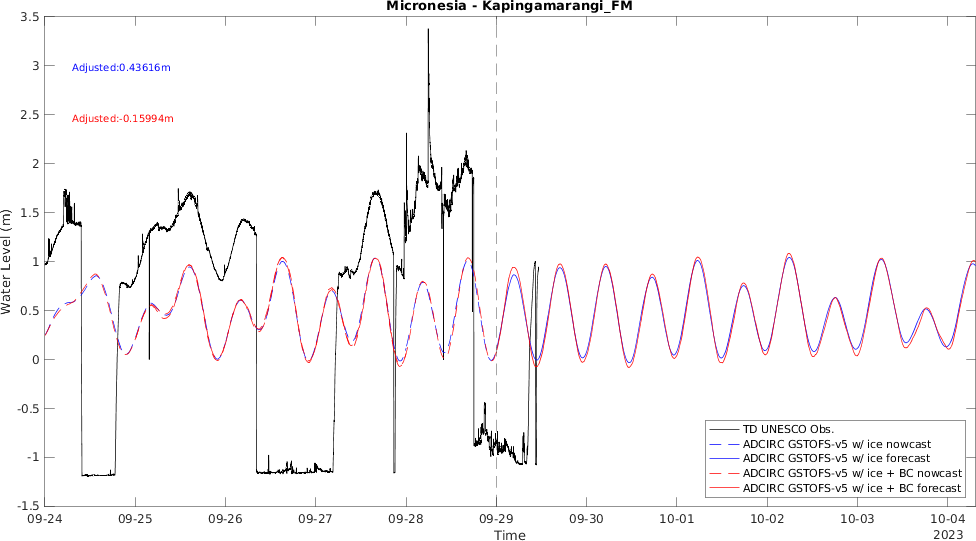 Micronesia - Kapingamarangi_FM
3.5
3
2.5
2
1.5
1
0.5
0
-0.5
-1
-1.5
Water Level (m)
Adjusted:0.43616m
Adjusted:-0.15994m
TD UNESCO Obs.
ADCIRC GSTOFS-v5 w/ ice nowcast
ADCIRC GSTOFS-v5 w/ ice forecast
ADCIRC GSTOFS-v5 w/ ice + BC nowcast
ADCIRC GSTOFS-v5 w/ ice + BC forecast
09-24 09-25 09-26 09-27 09-28 09-29 09-30 10-01 10-02 10-03 10-04
Time
2023